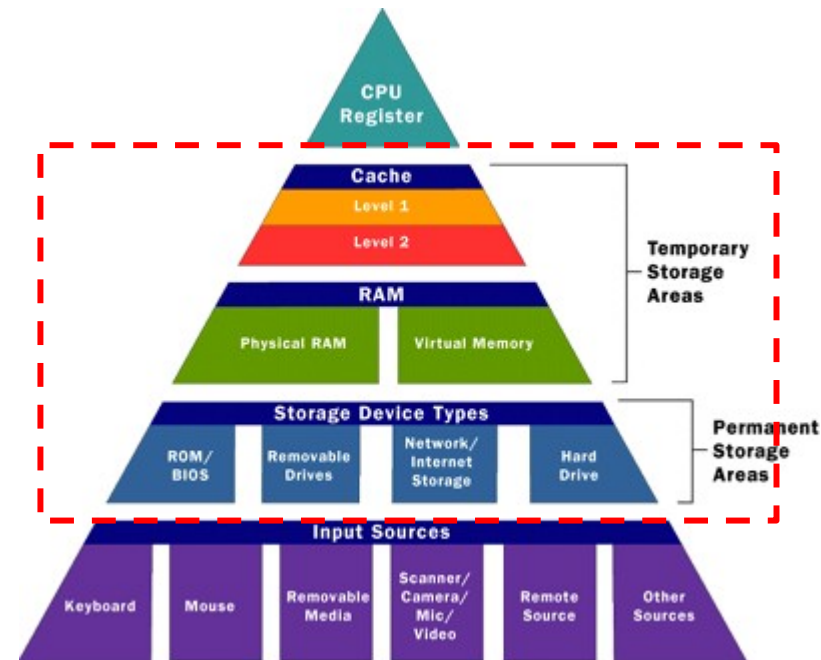 CPU
Register
Cache
Level 1
Level 2
Temporary
Storage
Areas
RAM
Physical RAM
Virtual Memory
Storage Device Types
ROM/
BIOS
Removable
Drives
Network/
Internet
Storage
Hard
Drive
Permanent
Storage
Areas
Input Sources
Keyboard
Mouse
Removable
Media
Scanner/
Camera/
Mic/
Video
Remote
Source
Other
Sources